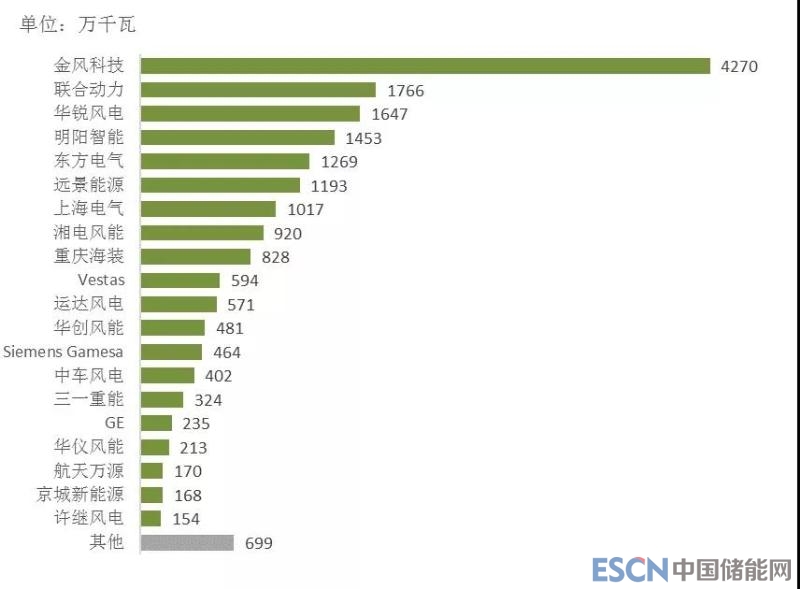 单位：万千瓦
金风科技 4270
联合动力 1766
华锐风电 1647
明阳智能 1453
东方电气 1269
远景能源 1193
上海电气 1017
湘电风能 920
重庆海装 828
Vestas 594
运达风电 571
华创风能 481
Siemens Gamesa 464
中车风电 402
三一重能 324
GE 235
华仪风能 213
航天万源 170
京城新能源 168
许继风电 154
其他 699
ESCN中国储能网